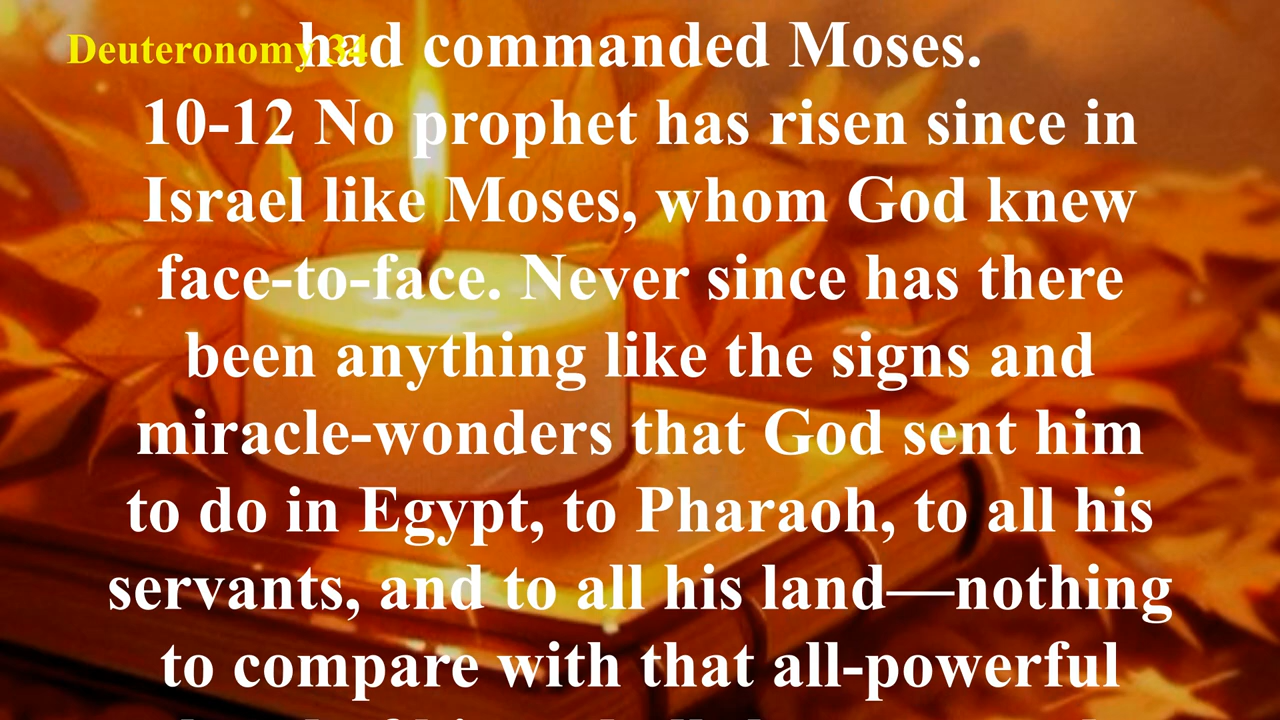 Deuteronomy 34
had commanded Moses.
10-12 No prophet has risen since in
Israel like Moses, whom God knew
face-to-face. Never since has there
been anything like the signs and
miracle-wonders that God sent him
to do in Egypt, to Pharaoh, to all his
servants, and to all his land—nothing
to compare with that all-powerful